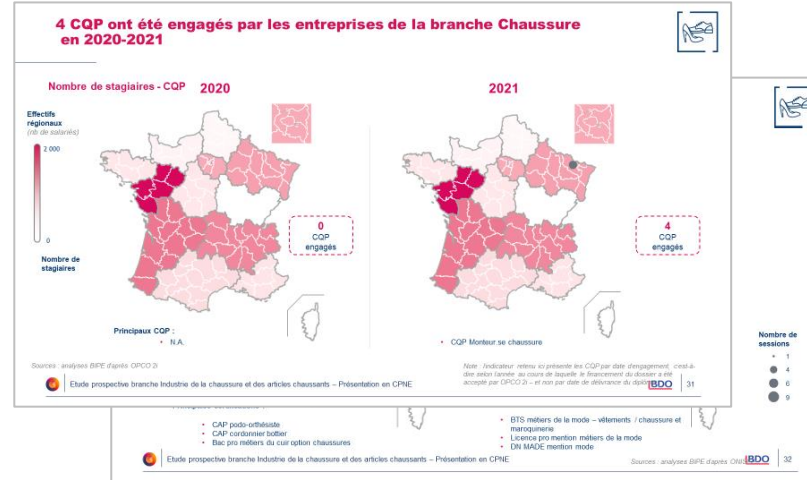 4 CQP ont été engagés par les entreprises de la branche Chaussure
en 2020-2021
Nombre de stagiaires - CQP
2020
2021
Effectifs
régionaux
(nb de salariés)
2 000
0
Nombre de
stagiaires
0
CQP
engagés
4
CQP
engagés
Principaux CQP :
• N.A.
• CQP Monteur.se chaussure
Sources : analyses BIPE d'après OPCO 2i
Note : l'indicateur retenu ici présente les CQP par date d'engagement, c'est-à-
dire selon l'année au cours de laquelle le financement du dossier a été
accepté par OPCO 2i – et non par date de délivrance du
Etude prospective branche Industrie de la chaussure et des articles chaussants – Présentation en CPNE
BDO
31
Nombre de
sessions
1
4
6
9
• CAP podo-orthésiste
• CAP cordonnier bottier
• Bac pro métiers du cuir option chaussures
• BTS métiers de la mode – vêtements / chaussure et
maroquinerie
• Licence pro mention métiers de la mode
• DN MADE mention mode
Etude prospective branche Industrie de la chaussure et des articles chaussants – Présentation en CPNE
Sources : analyses BIPE d'après
BDO
32